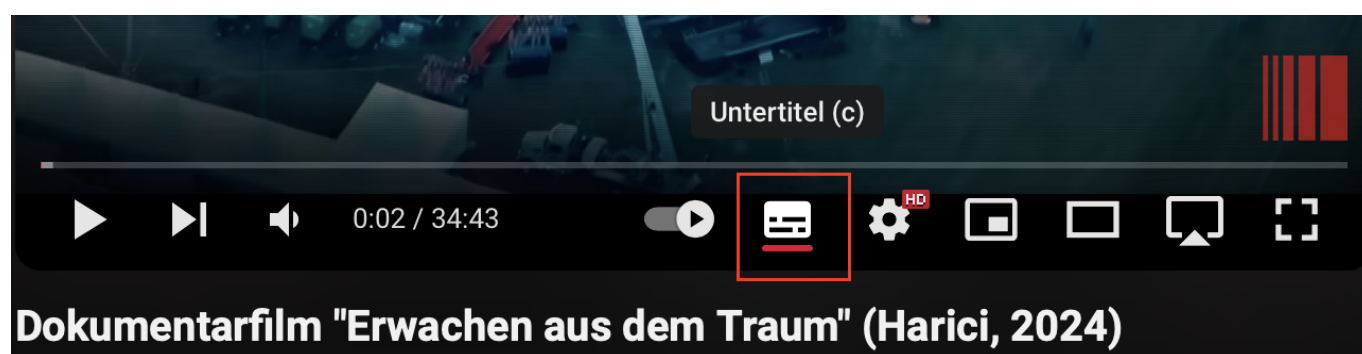 Untertitel (c)
0:02 / 34:43
HD
Dokumentarfilm "Erwachen aus dem Traum" (Harici, 2024)